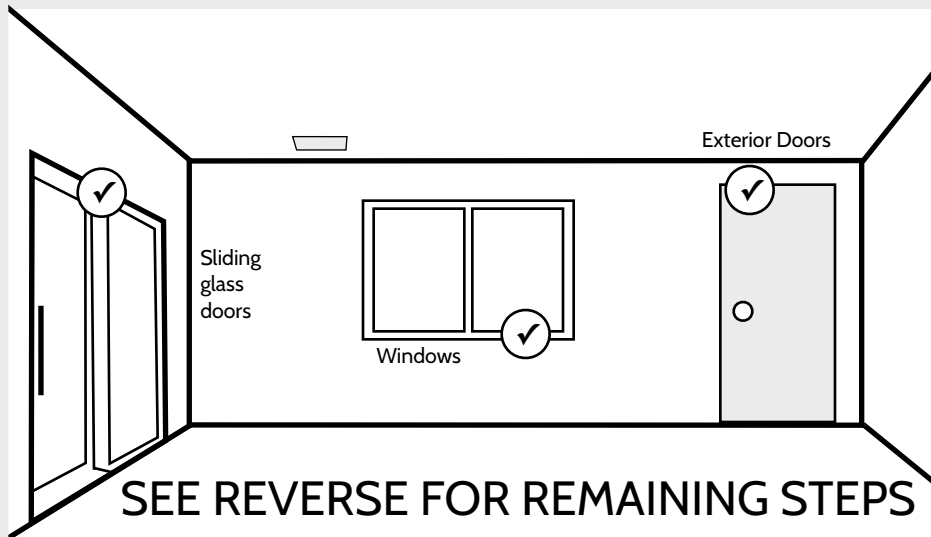 Exterior Doors
Sliding
glass
doors
Windows
SEE REVERSE FOR REMAINING STEPS